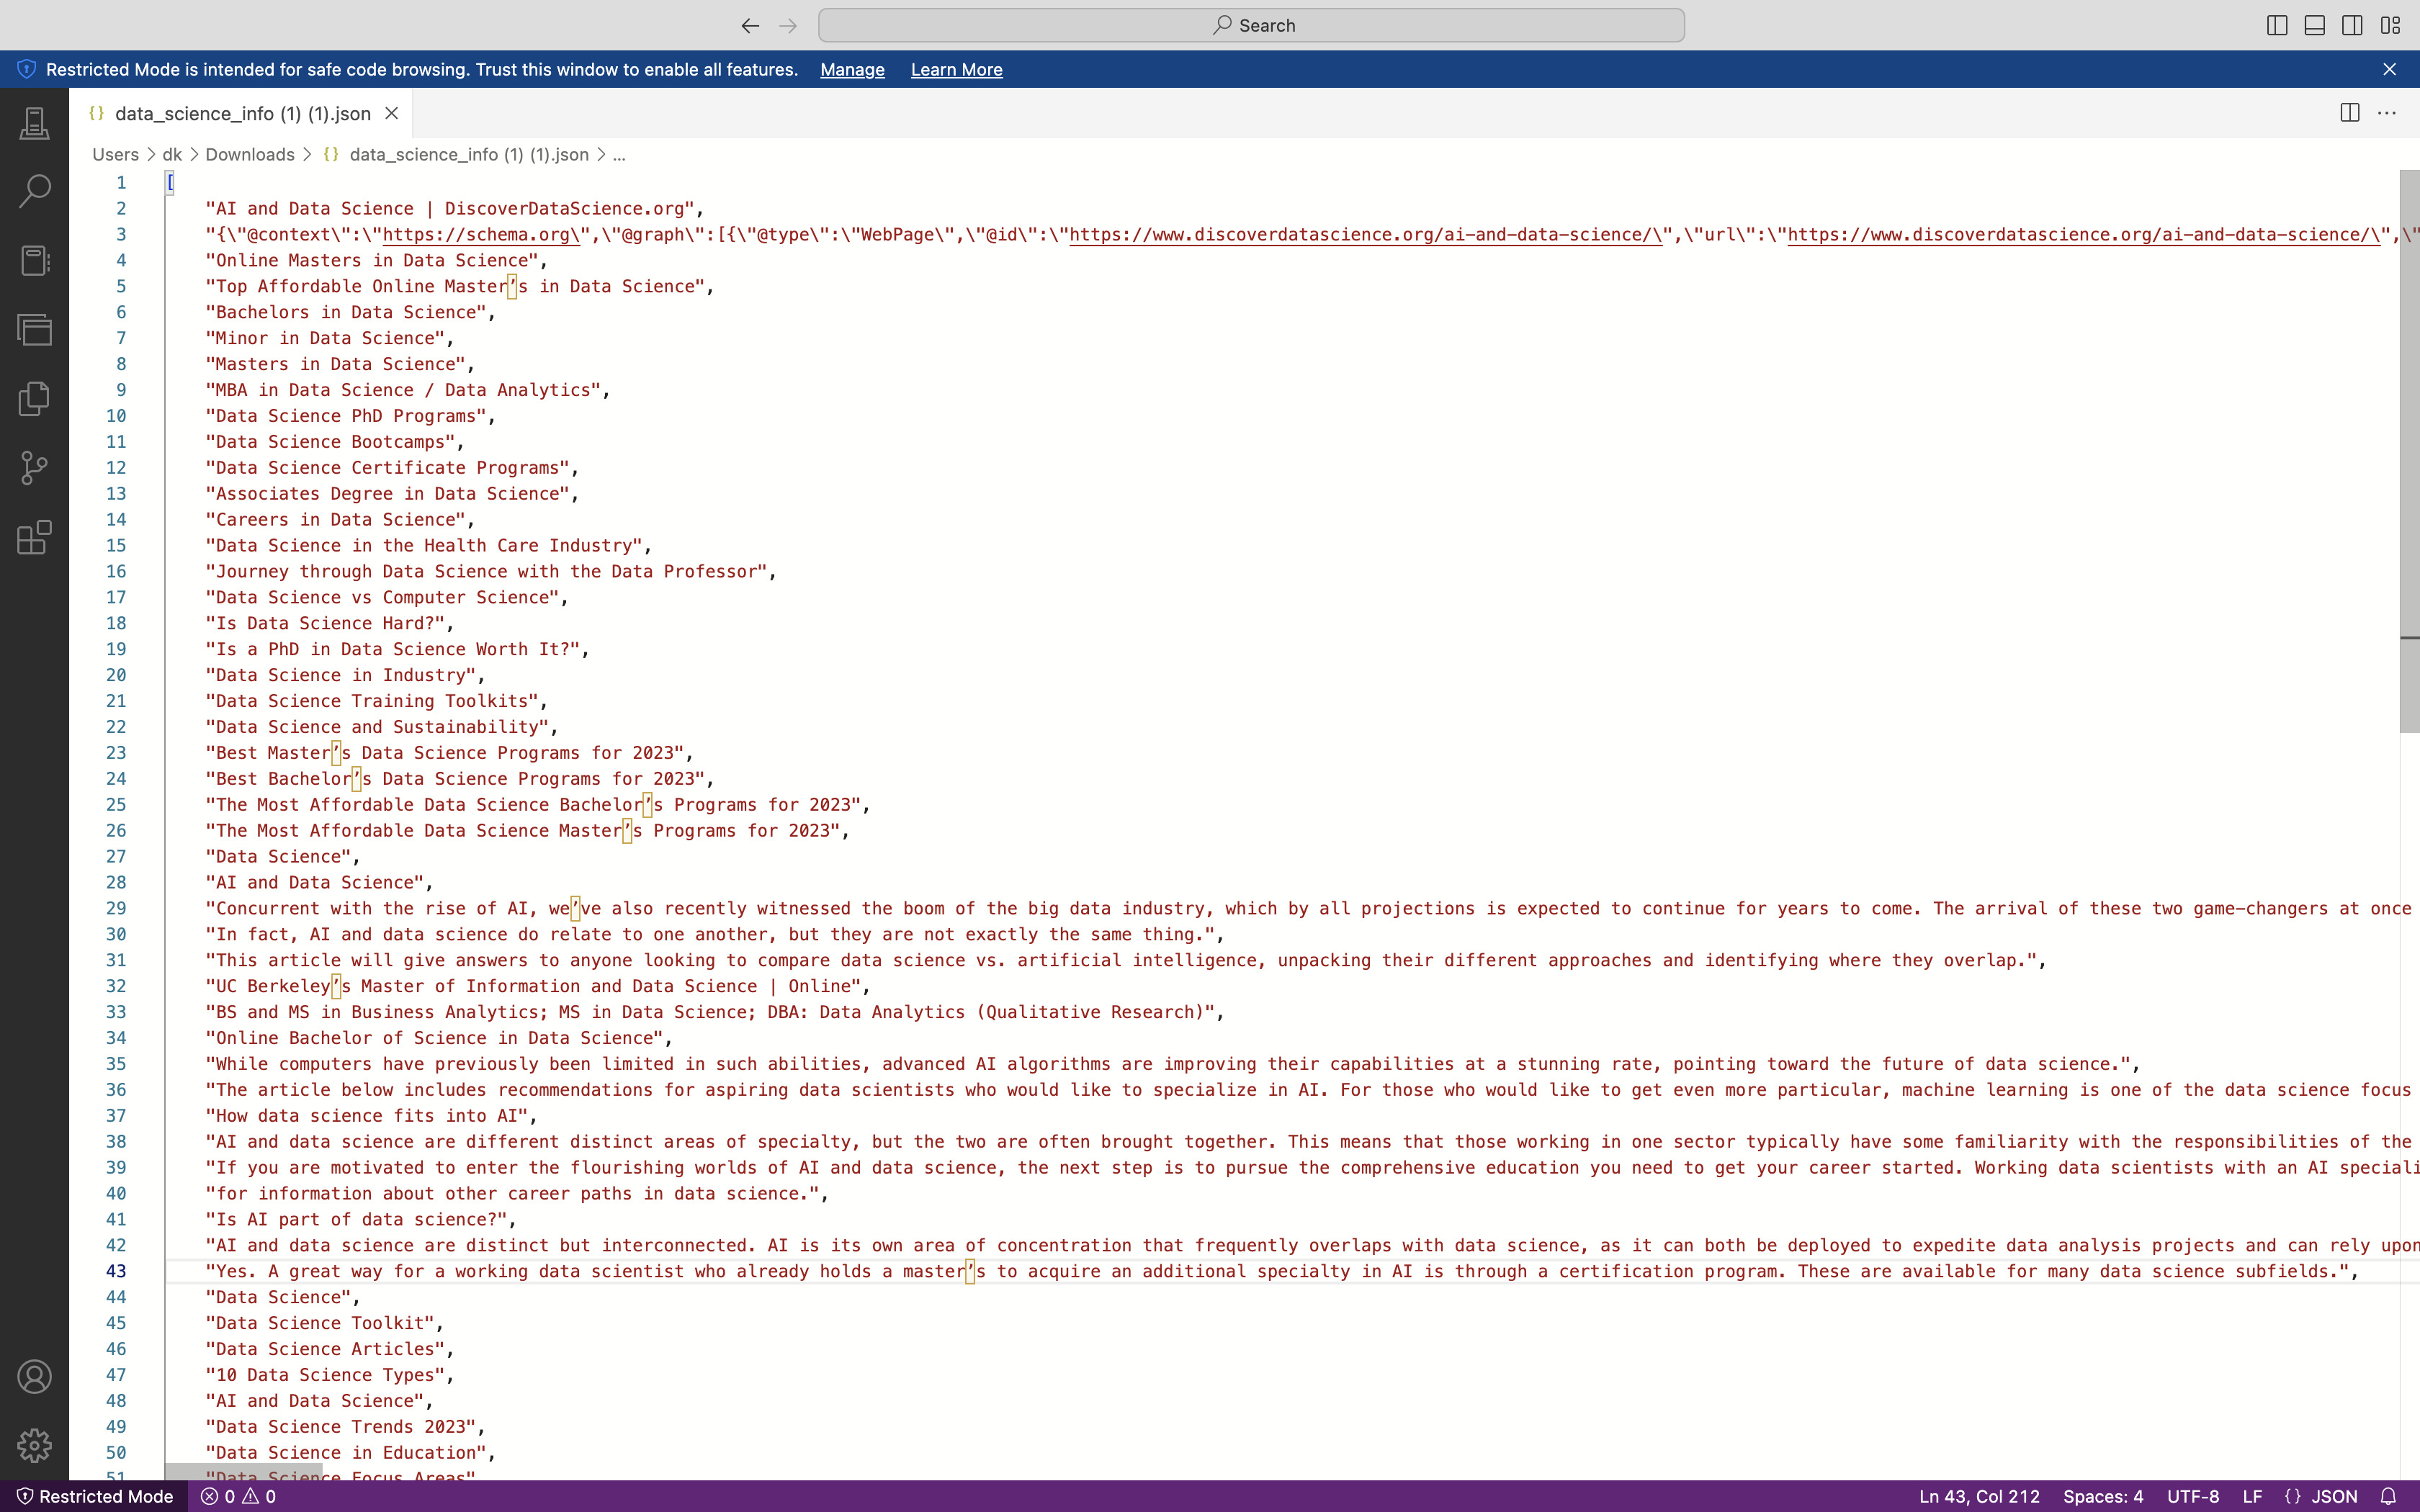 Search
Restricted Mode is intended for safe code browsing. Trust this window to enable all features. Manage Learn More
{} data_science_info (1) (1).json
Users > dk > Downloads > {} data_science_info (1) (1).json > ...
1 [
2 "AI and Data Science | DiscoverDataScience.org",
3 "{\"@context\":\"https://schema.org\",\"@graph\":[{\"@type\":\"WebPage\",\"@id\":\"https://www.discoverdatascience.org/ai-and-data-science/\",\"url\":\"https://www.discoverdatascience.org/ai-and-data-science/\",\"
4 "Online Masters in Data Science",
5 "Top Affordable Online Master’s in Data Science",
6 "Bachelors in Data Science",
7 "Minor in Data Science",
8 "Masters in Data Science",
9 "MBA in Data Science / Data Analytics",
10 "Data Science PhD Programs",
11 "Data Science Bootcamps",
12 "Data Science Certificate Programs",
13 "Associates Degree in Data Science",
14 "Careers in Data Science",
15 "Data Science in the Health Care Industry",
16 "Journey through Data Science with the Data Professor",
17 "Data Science vs Computer Science",
18 "Is Data Science Hard?",
19 "Is a PhD in Data Science Worth It?",
20 "Data Science in Industry",
21 "Data Science Training Toolkits",
22 "Data Science and Sustainability",
23 "Best Master’s Data Science Programs for 2023",
24 "Best Bachelor’s Data Science Programs for 2023",
25 "The Most Affordable Data Science Bachelor’s Programs for 2023",
26 "The Most Affordable Data Science Master’s Programs for 2023",
27 "Data Science",
28 "AI and Data Science",
29 "Concurrent with the rise of AI, we’ve also recently witnessed the boom of the big data industry, which by all projections is expected to continue for years to come. The arrival of these two game-changers at once
30 "In fact, AI and data science do relate to one another, but they are not exactly the same thing.",
31 "This article will give answers to anyone looking to compare data science vs. artificial intelligence, unpacking their different approaches and identifying where they overlap.",
32 "UC Berkeley’s Master of Information and Data Science | Online",
33 "BS and MS in Business Analytics; MS in Data Science; DBA: Data Analytics (Qualitative Research)",
34 "Online Bachelor of Science in Data Science",
35 "While computers have previously been limited in such abilities, advanced AI algorithms are improving their capabilities at a stunning rate, pointing toward the future of data science.",
36 "The article below includes recommendations for aspiring data scientists who would like to specialize in AI. For those who would like to get even more particular, machine learning is one of the data science focus
37 "How data science fits into AI",
38 "AI and data science are different distinct areas of specialty, but the two are often brought together. This means that those working in one sector typically have some familiarity with the responsibilities of the
39 "If you are motivated to enter the flourishing worlds of AI and data science, the next step is to pursue the comprehensive education you need to get your career started. Working data scientists with an AI speciali
40 "for information about other career paths in data science.",
41 "Is AI part of data science?",
42 "AI and data science are distinct but interconnected. AI is its own area of concentration that frequently overlaps with data science, as it can both be deployed to expedite data analysis projects and can rely upon
43 "Yes. A great way for a working data scientist who already holds a master’s to acquire an additional specialty in AI is through a certification program. These are available for many data science subfields.",
44 "Data Science",
45 "Data Science Toolkit",
46 "Data Science Articles",
47 "10 Data Science Types",
48 "AI and Data Science",
49 "Data Science Trends 2023",
50 "Data Science in Education",
51 "Data Science Focus Areas"
Restricted Mode 0 0 Ln 43, Col 212 Spaces: 4 UTF-8 LF {} JSON